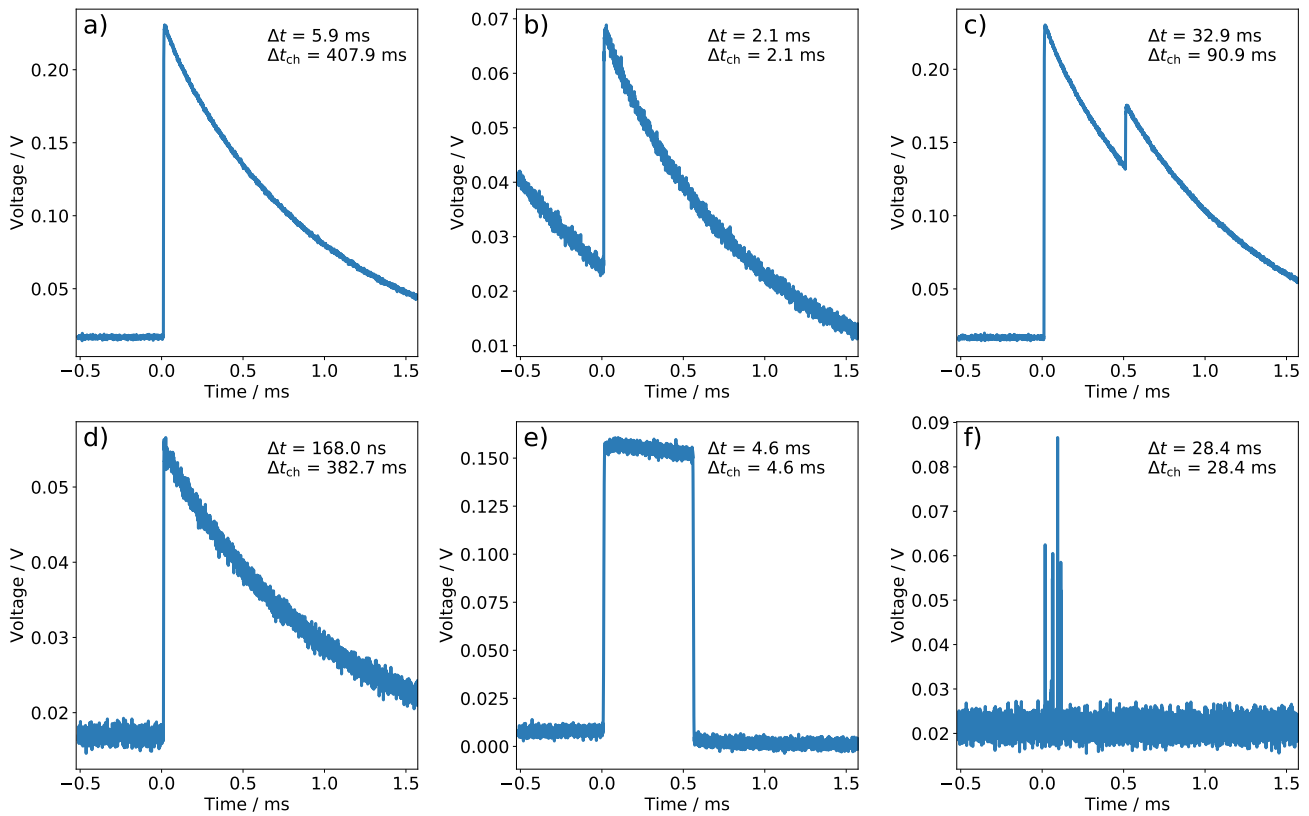 a)
Δt = 5.9 ms
Δt_ch = 407.9 ms
0.20
0.15
0.10
0.05
Voltage / V
−0.5 0.0 0.5 1.0 1.5
Time / ms
b)
Δt = 2.1 ms
Δt_ch = 2.1 ms
0.07
0.06
0.05
0.04
0.03
0.02
0.01
Voltage / V
−0.5 0.0 0.5 1.0 1.5
Time / ms
c)
Δt = 32.9 ms
Δt_ch = 90.9 ms
0.20
0.15
0.10
0.05
Voltage / V
−0.5 0.0 0.5 1.0 1.5
Time / ms
d)
Δt = 168.0 ns
Δt_ch = 382.7 ms
0.05
0.04
0.03
0.02
Voltage / V
−0.5 0.0 0.5 1.0 1.5
Time / ms
e)
Δt = 4.6 ms
Δt_ch = 4.6 ms
0.150
0.125
0.100
0.075
0.050
0.025
0.000
Voltage / V
−0.5 0.0 0.5 1.0 1.5
Time / ms
f)
Δt = 28.4 ms
Δt_ch = 28.4 ms
0.09
0.08
0.07
0.06
0.05
0.04
0.03
0.02
Voltage / V
−0.5 0.0 0.5 1.0 1.5
Time / ms